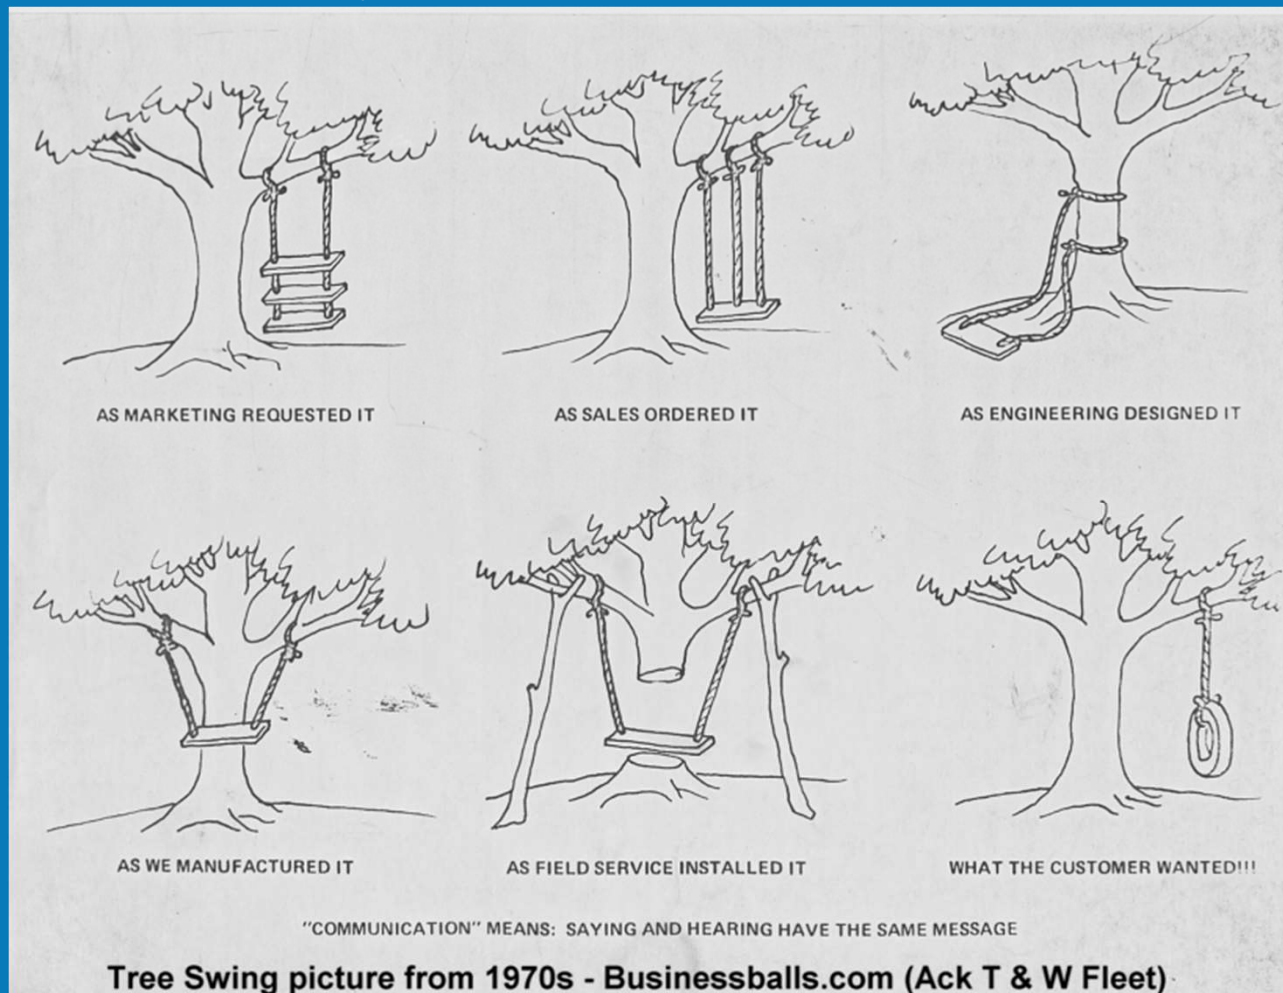 AS MARKETING REQUESTED IT
AS SALES ORDERED IT
AS ENGINEERING DESIGNED IT
AS WE MANUFACTURED IT
AS FIELD SERVICE INSTALLED IT
WHAT THE CUSTOMER WANTED!!!
"COMMUNICATION" MEANS: SAYING AND HEARING HAVE THE SAME MESSAGE
Tree Swing picture from 1970s - Businessballs.com (Ack T & W Fleet)